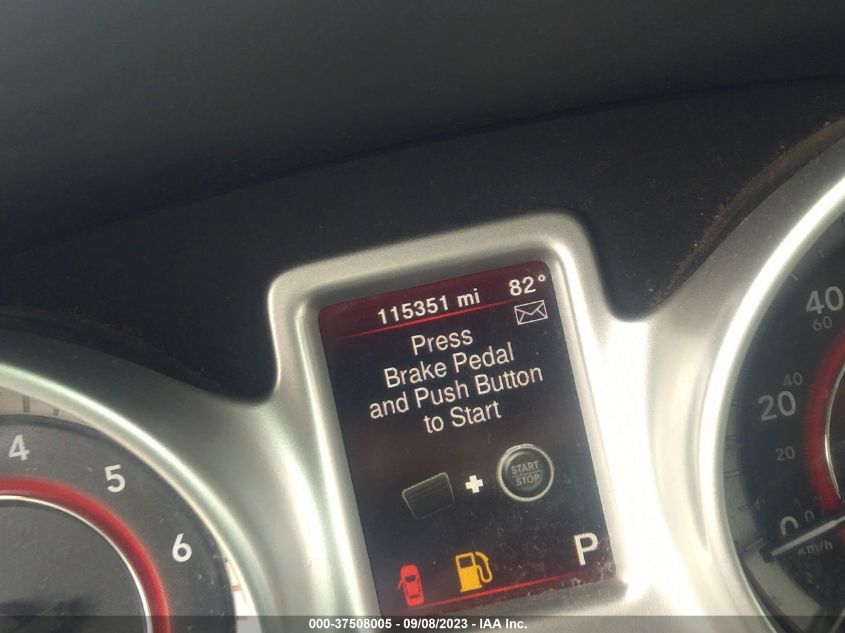 115351 mi 82°
Press
Brake Pedal
and Push Button
to Start
START
STOP
P
4
5
6
40
60
40
20
20
0
0
km/h
000-37508005 - 09/08/2023 - IAA Inc.